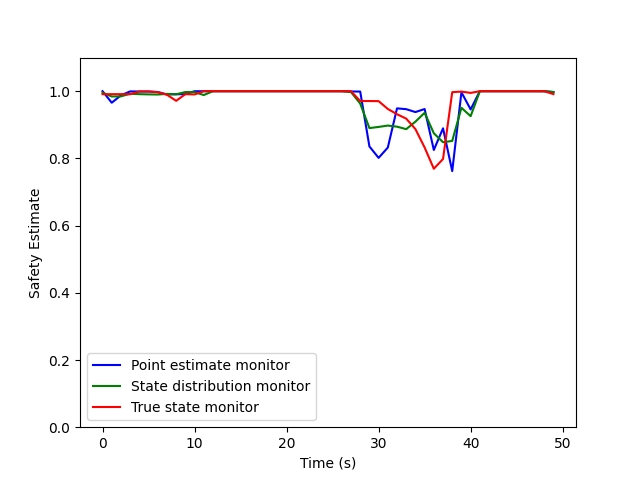 1.0
0.8
0.6
0.4
0.2
0.0
Safety Estimate
Point estimate monitor
State distribution monitor
True state monitor
0 10 20 30 40 50
Time (s)